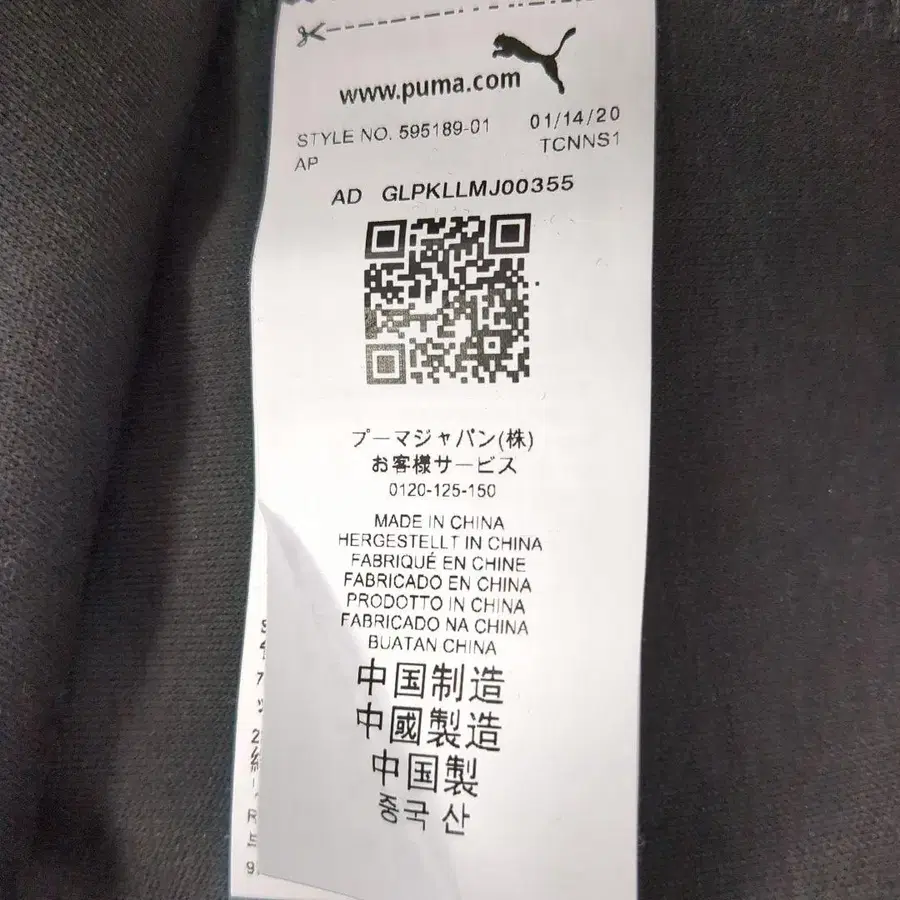 www.puma.com
STYLE NO. 595189-01 01/14/20
AP TCNNS1
AD GLPKLLMJ00355
プーマジャパン(株)
お客様サービス
0120-125-150
MADE IN CHINA
HERGESTELLT IN CHINA
FABRIQUÉ EN CHINE
FABRICADO EN CHINA
PRODOTTO IN CHINA
FABRICADO NA CHINA
BUATAN CHINA
中国制造
中國製造
中国製
중국 산